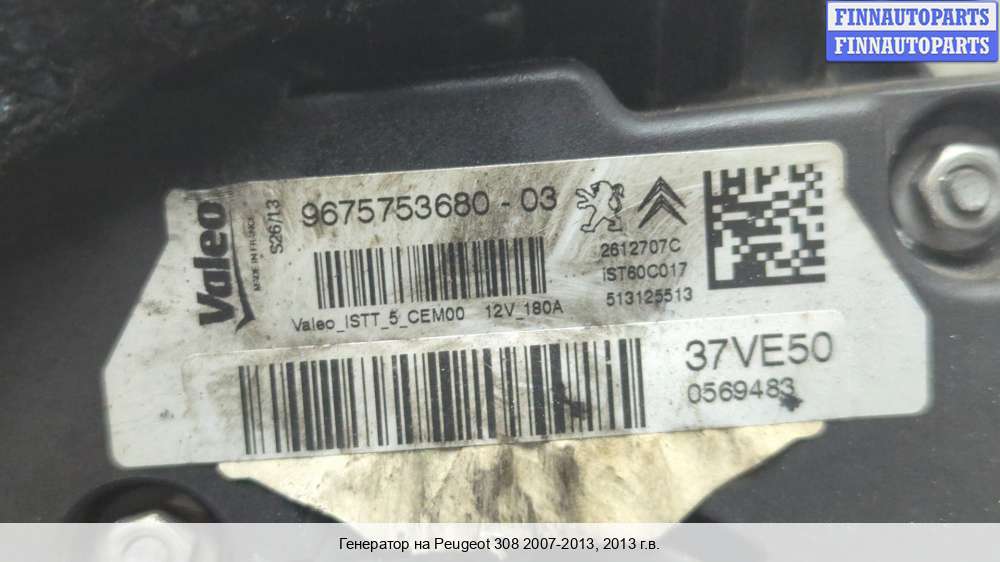 FINNAUTOPARTS
FINNAUTOPARTS
Valeo
MADE IN FRANCE
S26/13
9675753680 - 03
2612707C
iST60C017
513125513
Valeo_ISTT_5_CEM00 12V_180A
37VE50
0569483
Генератор на Peugeot 308 2007-2013, 2013 г.в.